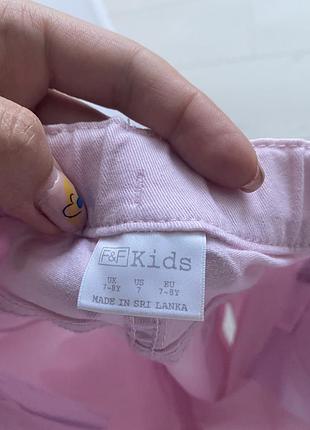 F&F Kids
UK US EU
7-8Y 7 7-8Y
MADE IN SRI LANKA